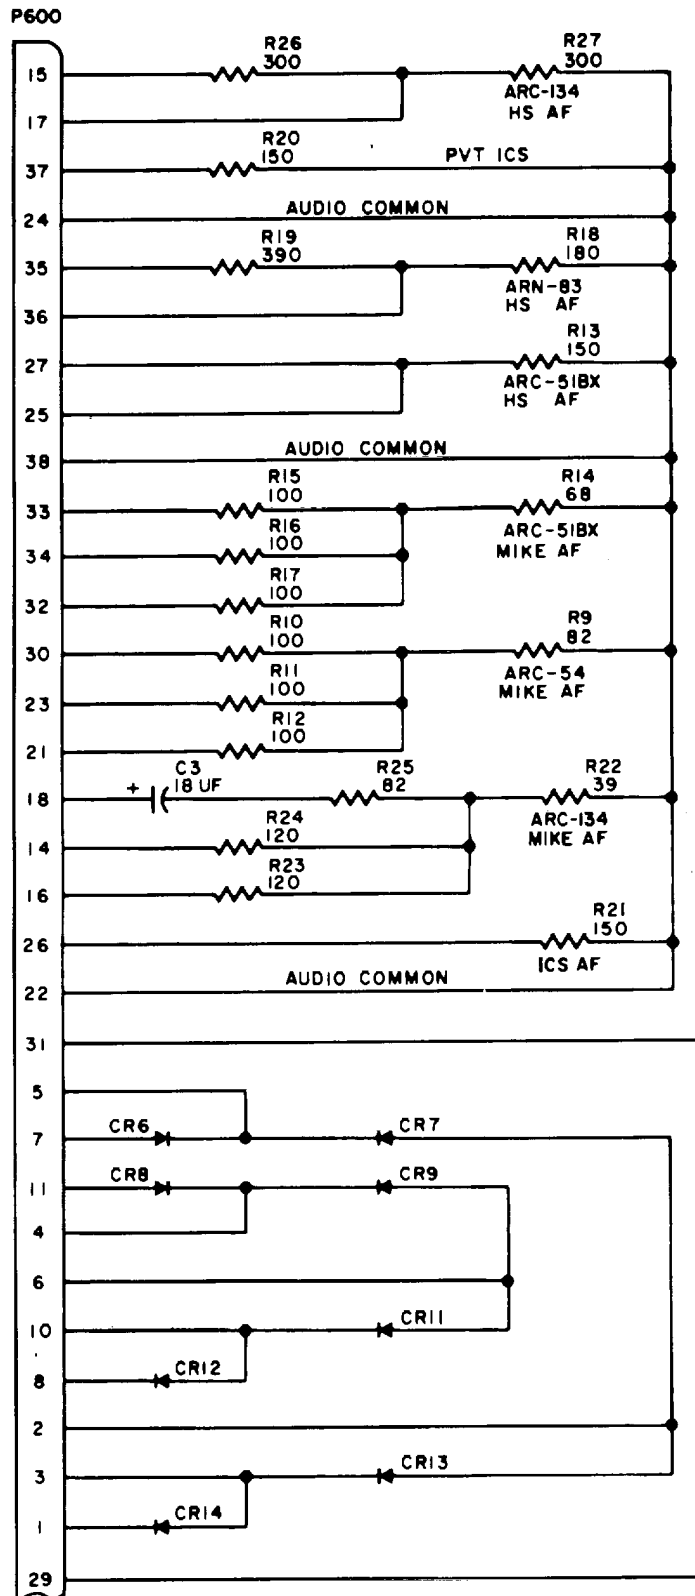 P600
R26 R27
15 300 300
ARC-134
17 HS AF
R20
37 150 PVT ICS
24 AUDIO COMMON
R19 R18
35 390 180
ARN-83
36 HS AF
R13
27 150
ARC-51BX
25 HS AF
38 AUDIO COMMON
R15 R14
33 100 68
R16 ARC-51BX
34 100 MIKE AF
R17
32 100
R10 R9
30 100 82
R11 ARC-54
23 100 MIKE AF
R12
21 100
C3 R25 R22
18 + 18 UF 82 39
R24 ARC-134
14 120 MIKE AF
R23
16 120
R21
26 150
ICS AF
22 AUDIO COMMON
31
5
7 CR6 CR7
11 CR8 CR9
4
6
10 CR11
8 CR12
2
3 CR13
1 CR14
29